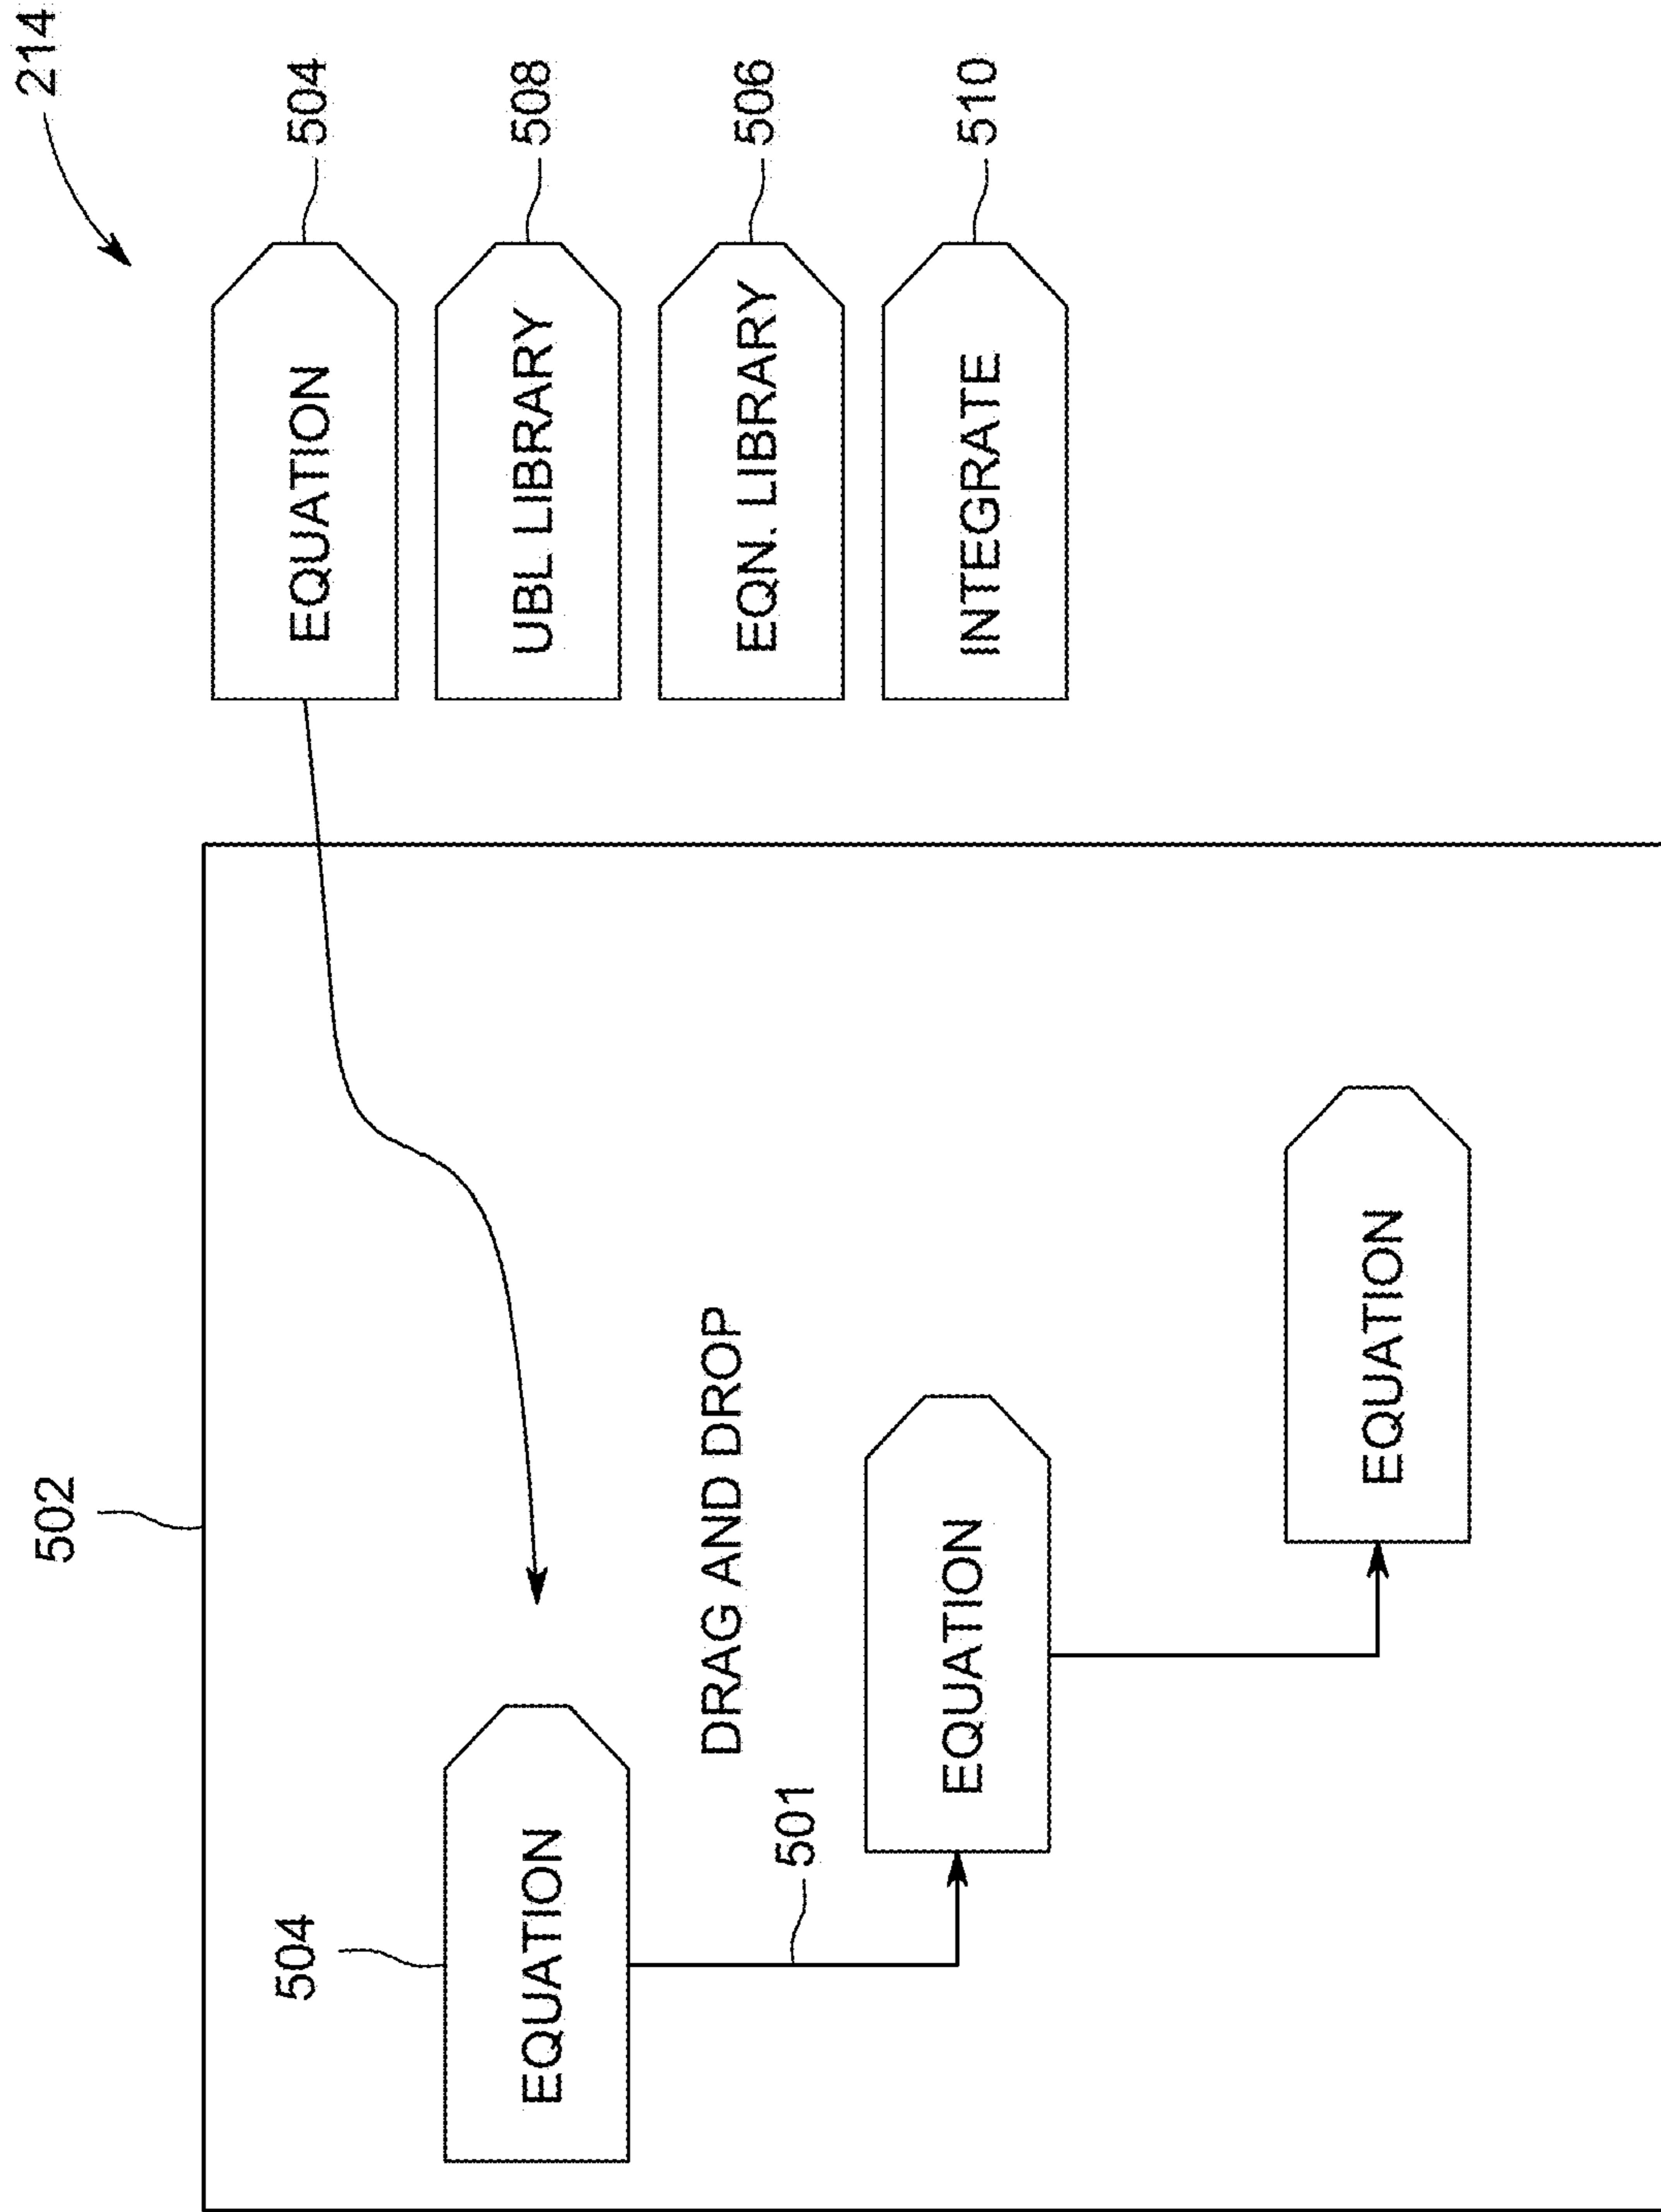 214
502
504
EQUATION
504
EQUATION
UBL LIBRARY
508
DRAG AND DROP
EQN. LIBRARY
506
501
EQUATION
INTEGRATE
510
EQUATION